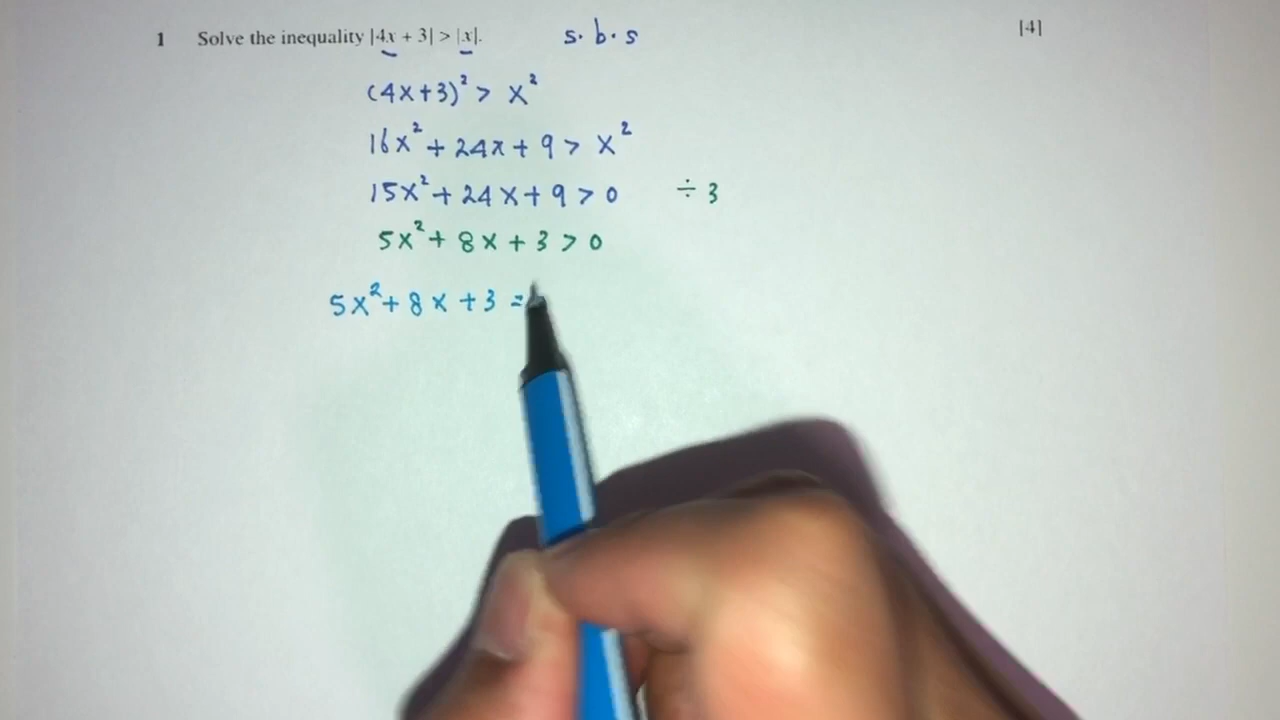 1 Solve the inequality |4x + 3| > |x|. s.b.s [4]
(4x+3)² > x²
16x² + 24x + 9 > x²
15x² + 24x + 9 > 0 ÷ 3
5x² + 8x + 3 > 0
5x² + 8x + 3 =